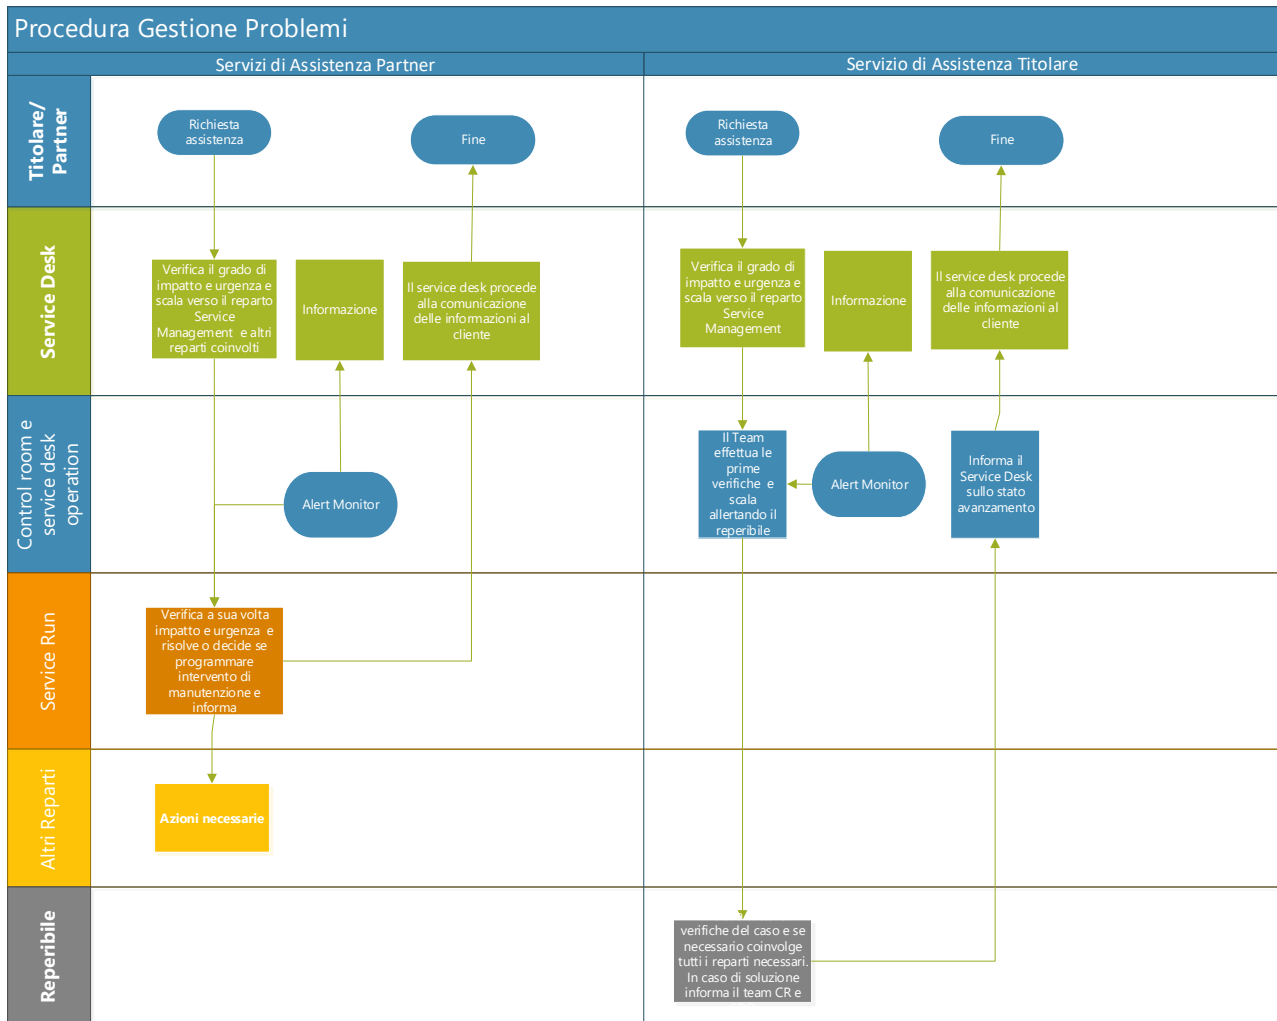 Procedura Gestione Problemi
Servizi di Assistenza Partner
Servizio di Assistenza Titolare
Titolare/
Partner
Richiesta
assistenza
Fine
Richiesta
assistenza
Fine
Service Desk
Verifica il grado di
impatto e urgenza e
scala verso il reparto
Service
Management e altri
reparti coinvolti
Informazione
Il service desk procede
alla comunicazione
delle informazioni al
cliente
Verifica il grado di
impatto e urgenza e
scala verso il reparto
Service
Management
Informazione
Il service desk procede
alla comunicazione
delle informazioni al
cliente
Control room e
service desk
operation
Alert Monitor
Il Team
effettua le
prime
verifiche e
scala
allertando il
reperibile
Alert Monitor
Informa il
Service Desk
sullo stato
avanzamento
Service Run
Verifica a sua volta
impatto e urgenza e
risolve o decide se
programmare
intervento di
manutenzione e
informa
Altri Reparti
Azioni necessarie
Reperibile
verifiche del caso e se
necessario coinvolge
tutti i reparti necessari.
In caso di soluzione
informa il team CR e